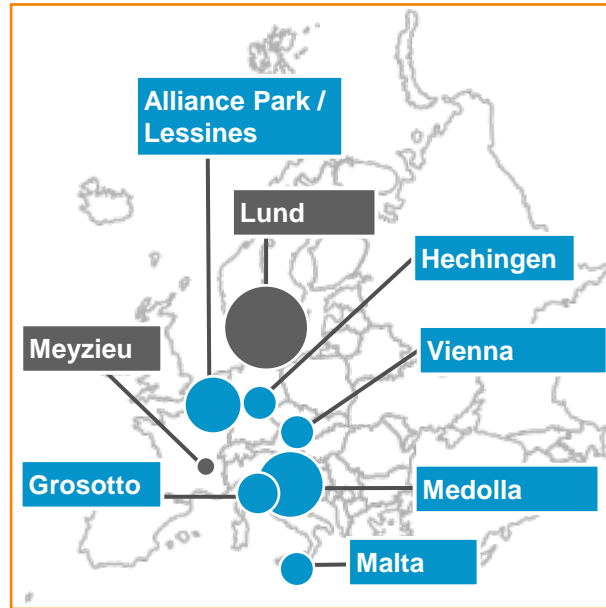 Alliance Park /
Lessines
Lund
Hechingen
Meyzieu
Vienna
Grosotto
Medolla
Malta